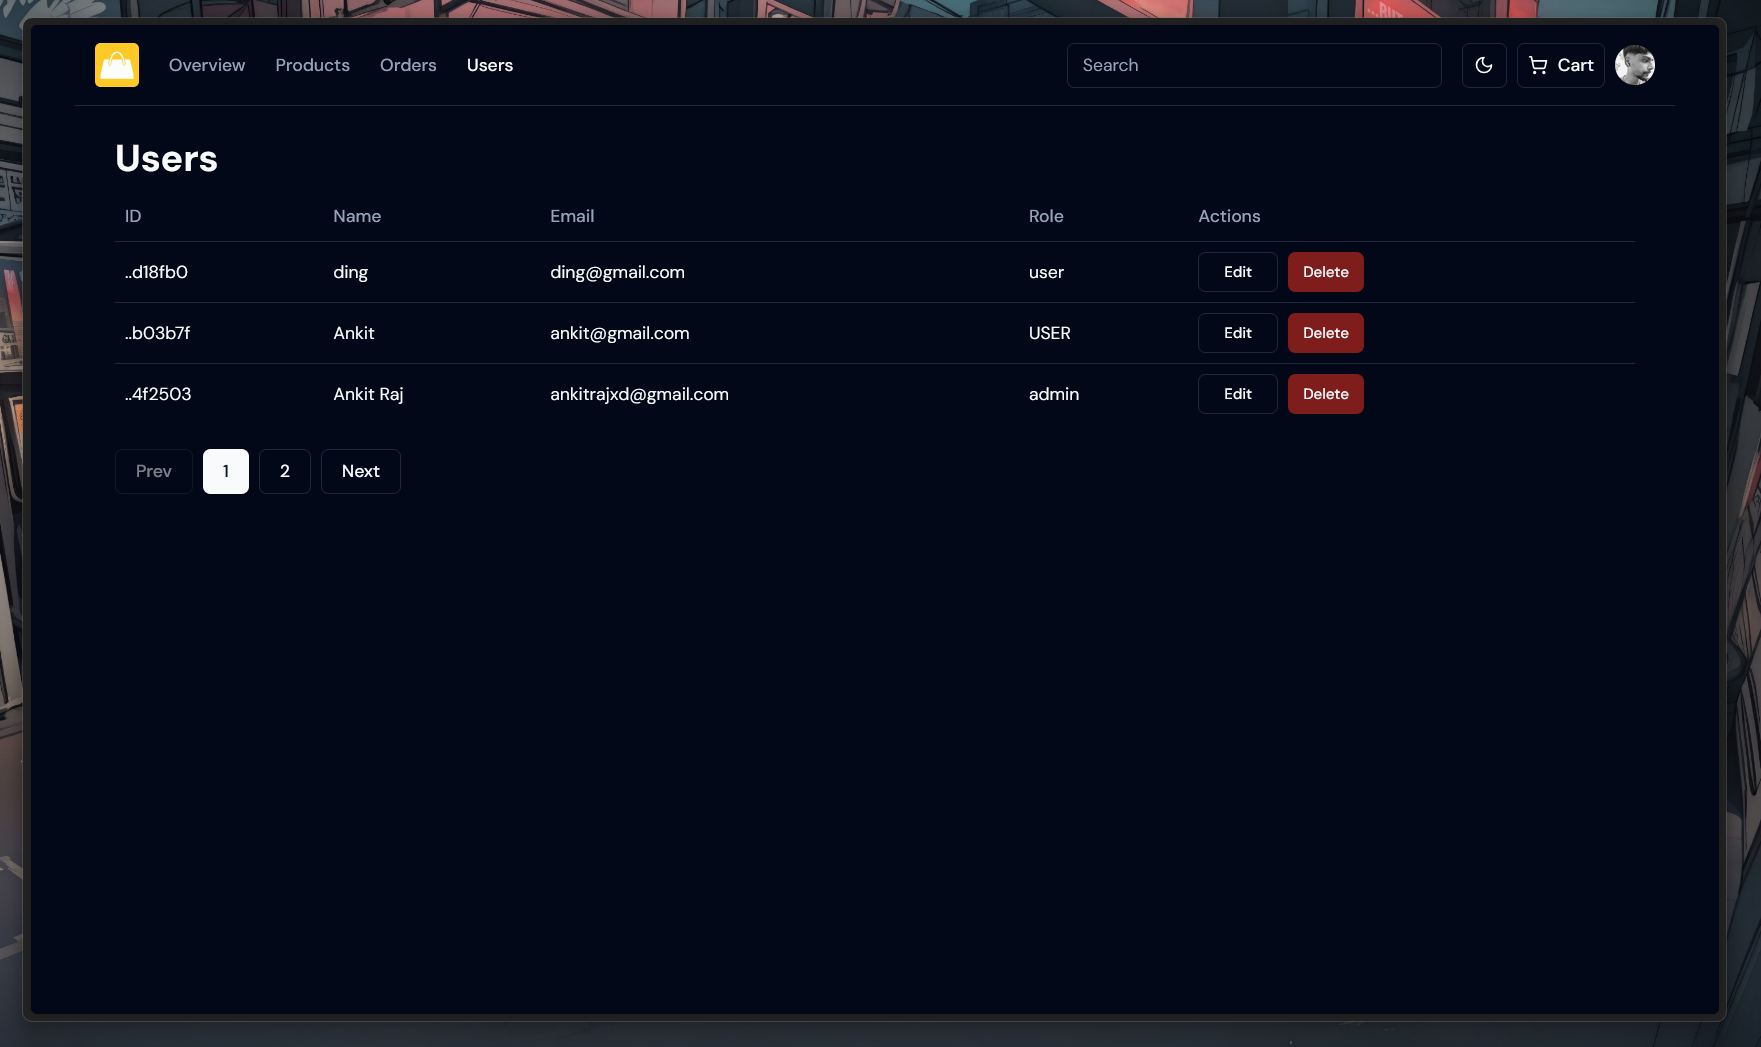 Overview Products Orders Users Search Cart
Users
ID Name Email Role Actions
..d18fb0 ding ding@gmail.com user Edit Delete
..b03b7f Ankit ankit@gmail.com USER Edit Delete
..4f2503 Ankit Raj ankitrajxd@gmail.com admin Edit Delete
Prev 1 2 Next